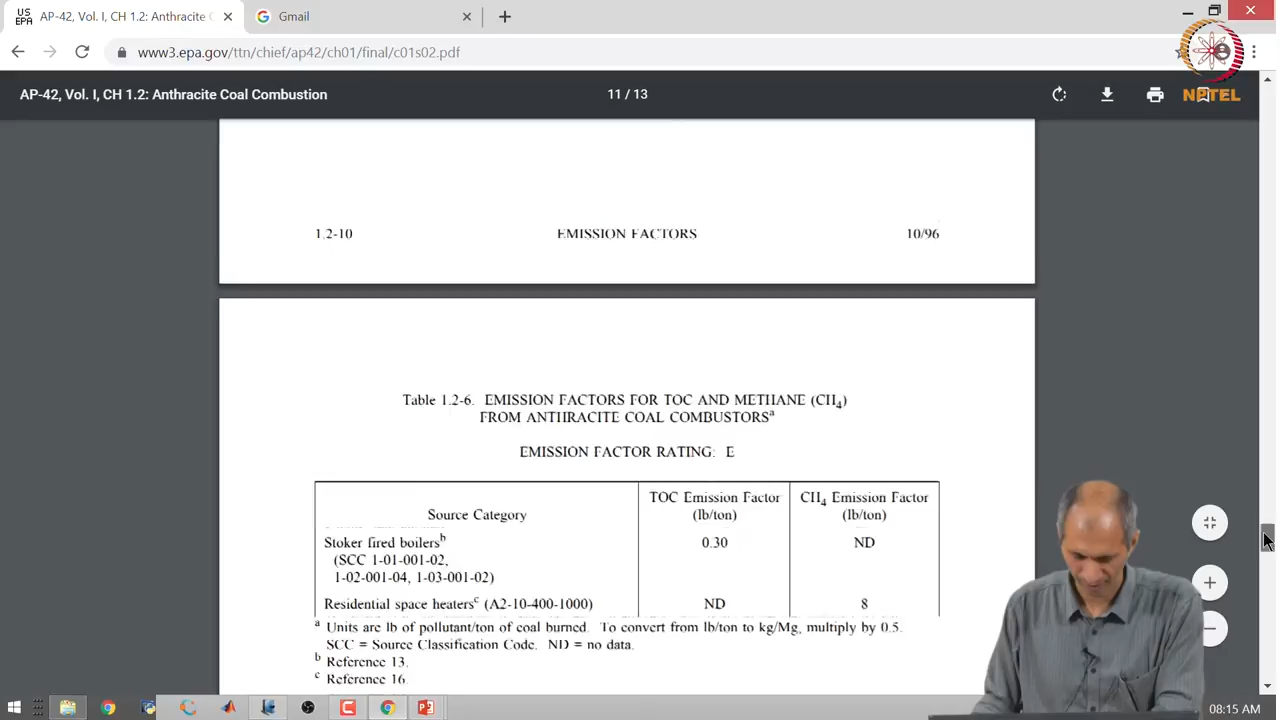 US
EPA
AP-42, Vol. I, CH 1.2: Anthracite C
Gmail
www3.epa.gov/ttn/chief/ap42/ch01/final/c01s02.pdf
AP-42, Vol. I, CH 1.2: Anthracite Coal Combustion
11 / 13
NPTEL
1.2-10
EMISSION FACTORS
10/96
Table 1.2-6. EMISSION FACTORS FOR TOC AND METHANE (CH4)
FROM ANTHRACITE COAL COMBUSTORSa
EMISSION FACTOR RATING: E
Source Category
TOC Emission Factor
(lb/ton)
CH4 Emission Factor
(lb/ton)
Stoker fired boilersb
0.30
ND
(SCC 1-01-001-02,
1-02-001-04, 1-03-001-02)
Residential space heatersc (A2-10-400-1000)
ND
8
a Units are lb of pollutant/ton of coal burned. To convert from lb/ton to kg/Mg, multiply by 0.5.
SCC = Source Classification Code. ND = no data.
b Reference 13.
c Reference 16.
08:15 AM